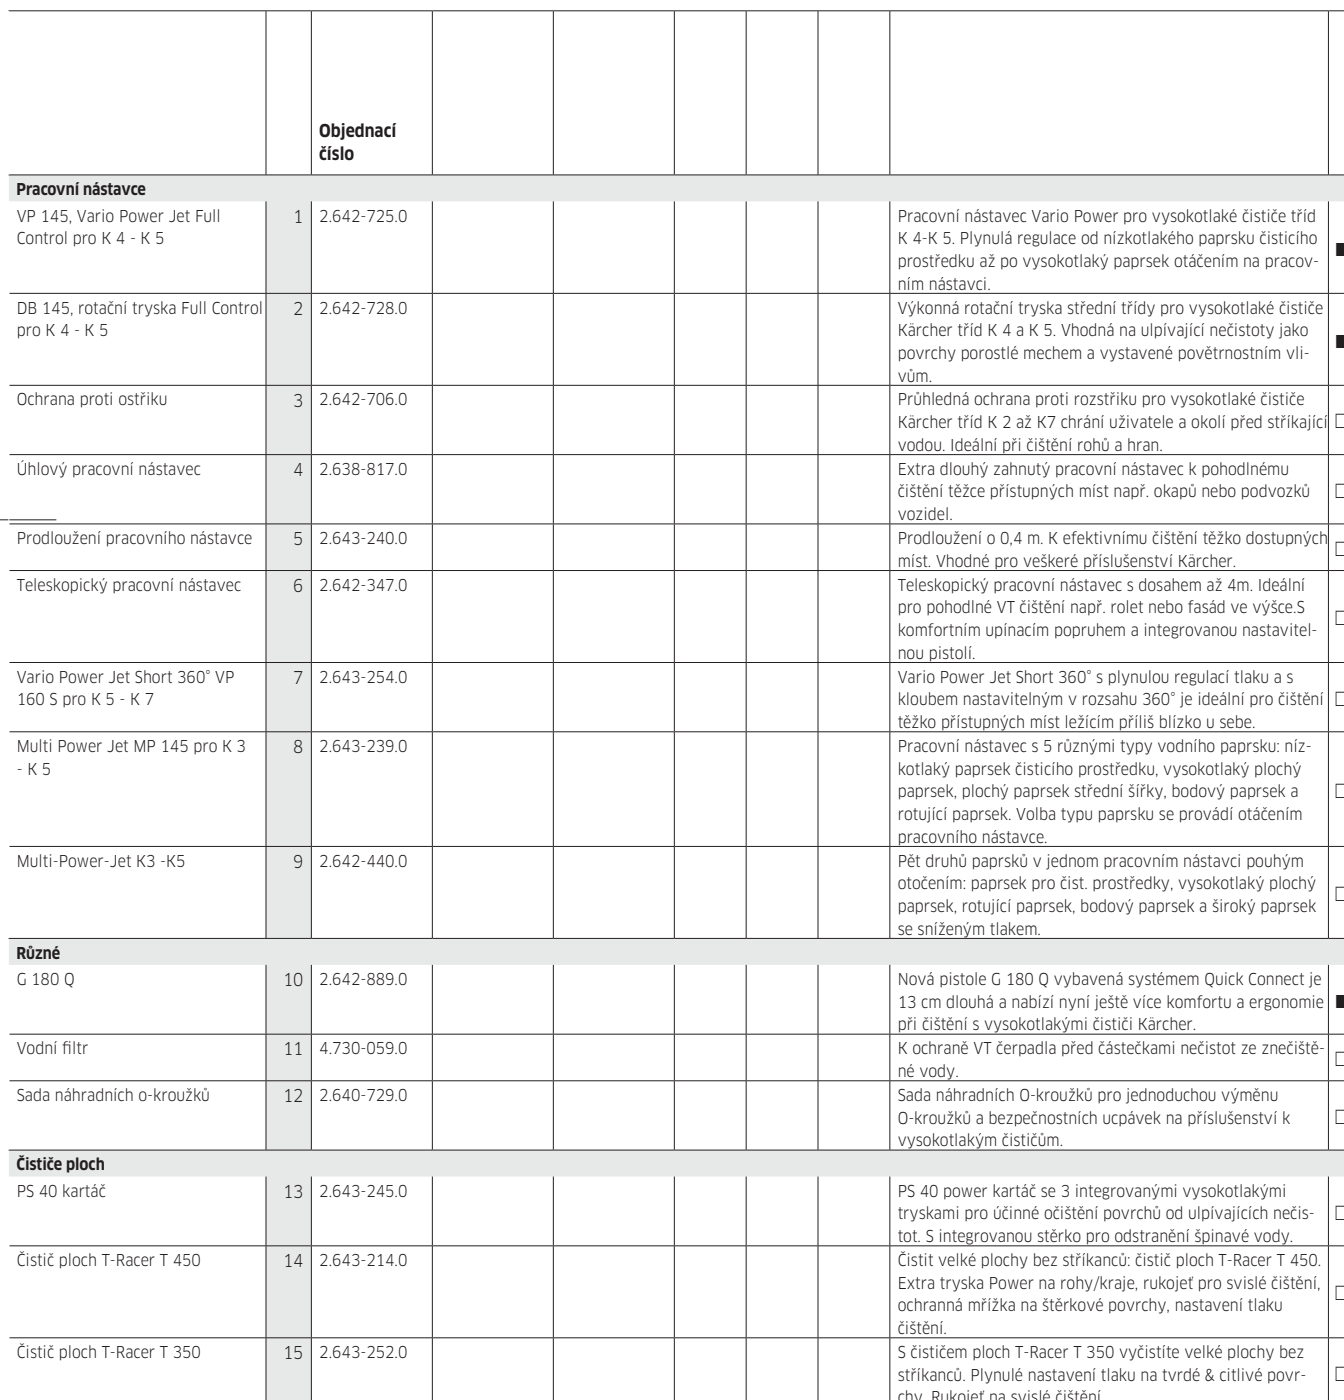 Objednací
číslo
Pracovní nástavce
VP 145, Vario Power Jet Full
Control pro K 4 - K 5
1
2.642-725.0
Pracovní nástavec Vario Power pro vysokotlaké čističe tříd
K 4-K 5. Plynulá regulace od nízkotlakého paprsku čisticího
prostředku až po vysokotlaký paprsek otáčením na pracov-
ním nástavci.
DB 145, rotační tryska Full Control
pro K 4 - K 5
2
2.642-728.0
Výkonná rotační tryska střední třídy pro vysokotlaké čističe
Kärcher tříd K 4 a K 5. Vhodná na ulpívající nečistoty jako
povrchy porostlé mechem a vystavené povětrnostním vli-
vům.
Ochrana proti ostřiku
3
2.642-706.0
Průhledná ochrana proti rozstřiku pro vysokotlaké čističe
Kärcher tříd K 2 až K7 chrání uživatele a okolí před stříkající
vodou. Ideální při čištění rohů a hran.
Úhlový pracovní nástavec
4
2.638-817.0
Extra dlouhý zahnutý pracovní nástavec k pohodlnému
čištění těžce přístupných míst např. okapů nebo podvozků
vozidel.
Prodloužení pracovního nástavce
5
2.643-240.0
Prodloužení o 0,4 m. K efektivnímu čištění těžko dostupných
míst. Vhodné pro veškeré příslušenství Kärcher.
Teleskopický pracovní nástavec
6
2.642-347.0
Teleskopický pracovní nástavec s dosahem až 4m. Ideální
pro pohodlné VT čištění např. rolet nebo fasád ve výšce.S
komfortním upínacím popruhem a integrovanou nastavitel-
nou pistolí.
Vario Power Jet Short 360° VP
160 S pro K 5 - K 7
7
2.643-254.0
Vario Power Jet Short 360° s plynulou regulací tlaku a s
kloubem nastavitelným v rozsahu 360° je ideální pro čištění
těžko přístupných míst ležícím příliš blízko u sebe.
Multi Power Jet MP 145 pro K 3
- K 5
8
2.643-239.0
Pracovní nástavec s 5 různými typy vodního paprsku: níz-
kotlaký paprsek čisticího prostředku, vysokotlaký plochý
paprsek, plochý paprsek střední šířky, bodový paprsek a
rotující paprsek. Volba typu paprsku se provádí otáčením
pracovního nástavce.
Multi-Power-Jet K3 -K5
9
2.642-440.0
Pět druhů paprsků v jednom pracovním nástavci pouhým
otočením: paprsek pro čist. prostředky, vysokotlaký plochý
paprsek, rotující paprsek, bodový paprsek a široký paprsek
se sníženým tlakem.
Různé
G 180 Q
10
2.642-889.0
Nová pistole G 180 Q vybavená systémem Quick Connect je
13 cm dlouhá a nabízí nyní ještě více komfortu a ergonomie
při čištění s vysokotlakými čističi Kärcher.
Vodní filtr
11
4.730-059.0
K ochraně VT čerpadla před částečkami nečistot ze znečiště-
né vody.
Sada náhradních o-kroužků
12
2.640-729.0
Sada náhradních O-kroužků pro jednoduchou výměnu
O-kroužků a bezpečnostních ucpávek na příslušenství k
vysokotlakým čističům.
Čističe ploch
PS 40 kartáč
13
2.643-245.0
PS 40 power kartáč se 3 integrovanými vysokotlakými
tryskami pro účinné očištění povrchů od ulpívajících nečis-
tot. S integrovanou stěrko pro odstranění špinavé vody.
Čistič ploch T-Racer T 450
14
2.643-214.0
Čistit velké plochy bez stříkanců: čistič ploch T-Racer T 450.
Extra tryska Power na rohy/kraje, rukojeť pro svislé čištění,
ochranná mřížka na štěrkové povrchy, nastavení tlaku
čištění.
Čistič ploch T-Racer T 350
15
2.643-252.0
S čističem ploch T-Racer T 350 vyčistíte velké plochy bez
stříkanců. Plynulé nastavení tlaku na tvrdé & citlivé povr-
chy. Rukojeť na svislé čištění.